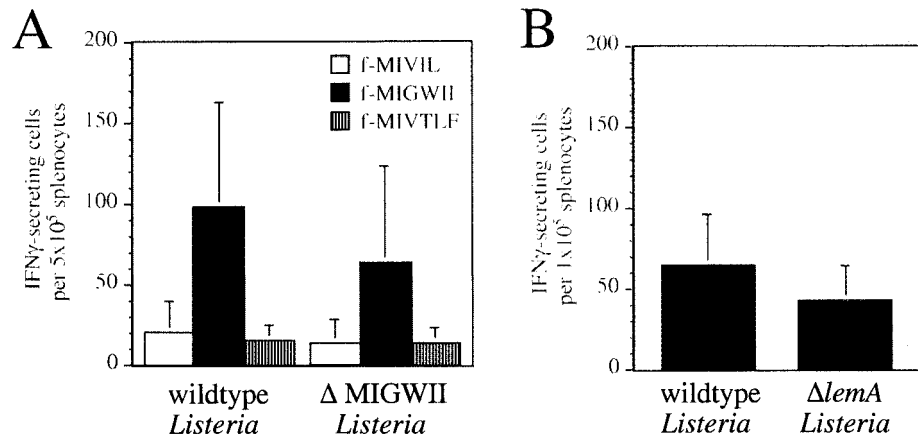 A
IFNγ-secreting cells
per 5x10⁵ splenocytes
200
150
100
50
0
f-MIVIL
f-MIGWII
f-MIVTLF
wildtype
Listeria
Δ MIGWII
Listeria
B
IFNγ-secreting cells
per 1x10⁵ splenocytes
200
150
100
50
0
wildtype
Listeria
ΔlemA
Listeria